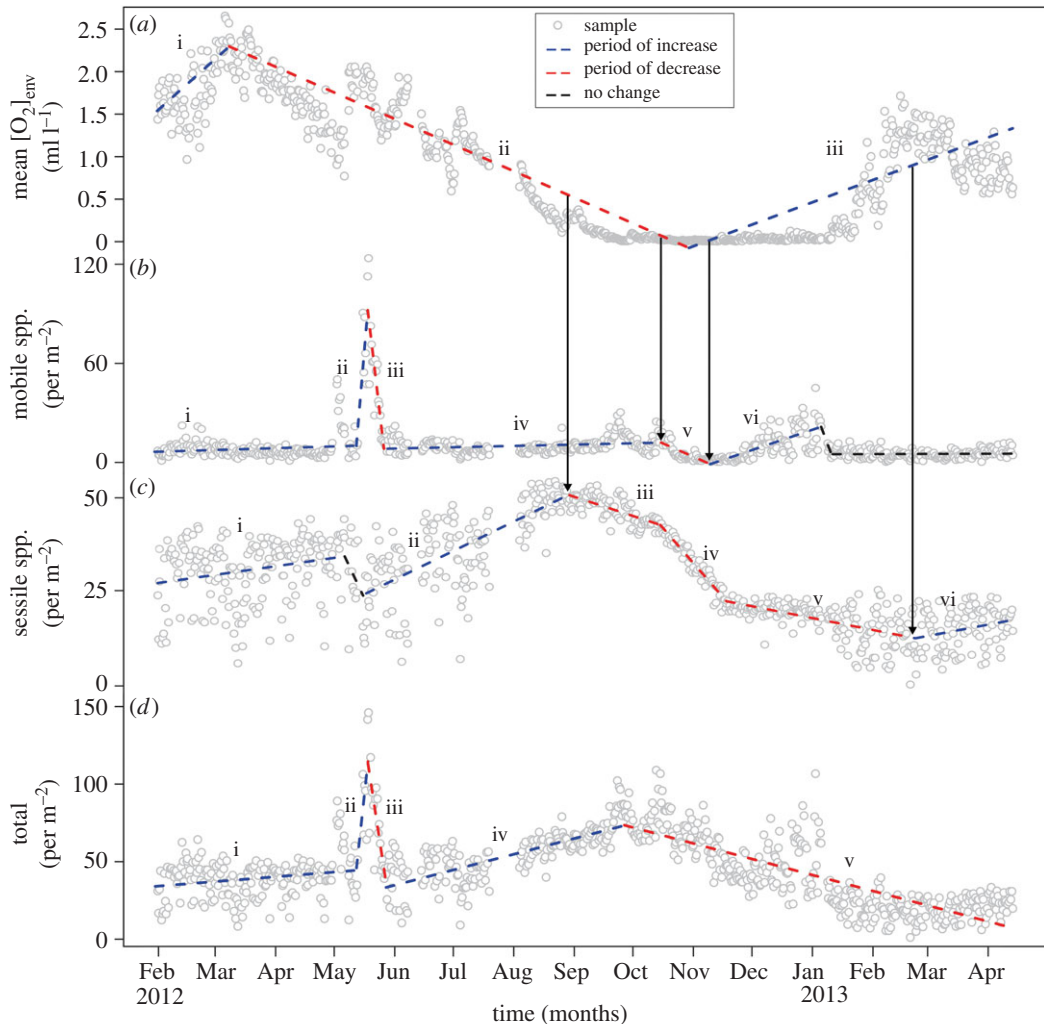 (a)
sample
period of increase
period of decrease
no change
mean [O₂]env
(ml l⁻¹)
2.5
2.0
1.5
1.0
0.5
0
i
ii
iii
(b)
mobile spp.
(per m⁻²)
120
60
0
i
ii
iii
iv
v
vi
(c)
sessile spp.
(per m⁻²)
50
25
0
i
ii
iii
iv
v
vi
(d)
total
(per m⁻²)
150
100
50
0
i
ii
iii
iv
v
Feb Mar Apr May Jun Jul Aug Sep Oct Nov Dec Jan Feb Mar Apr
2012 2013
time (months)